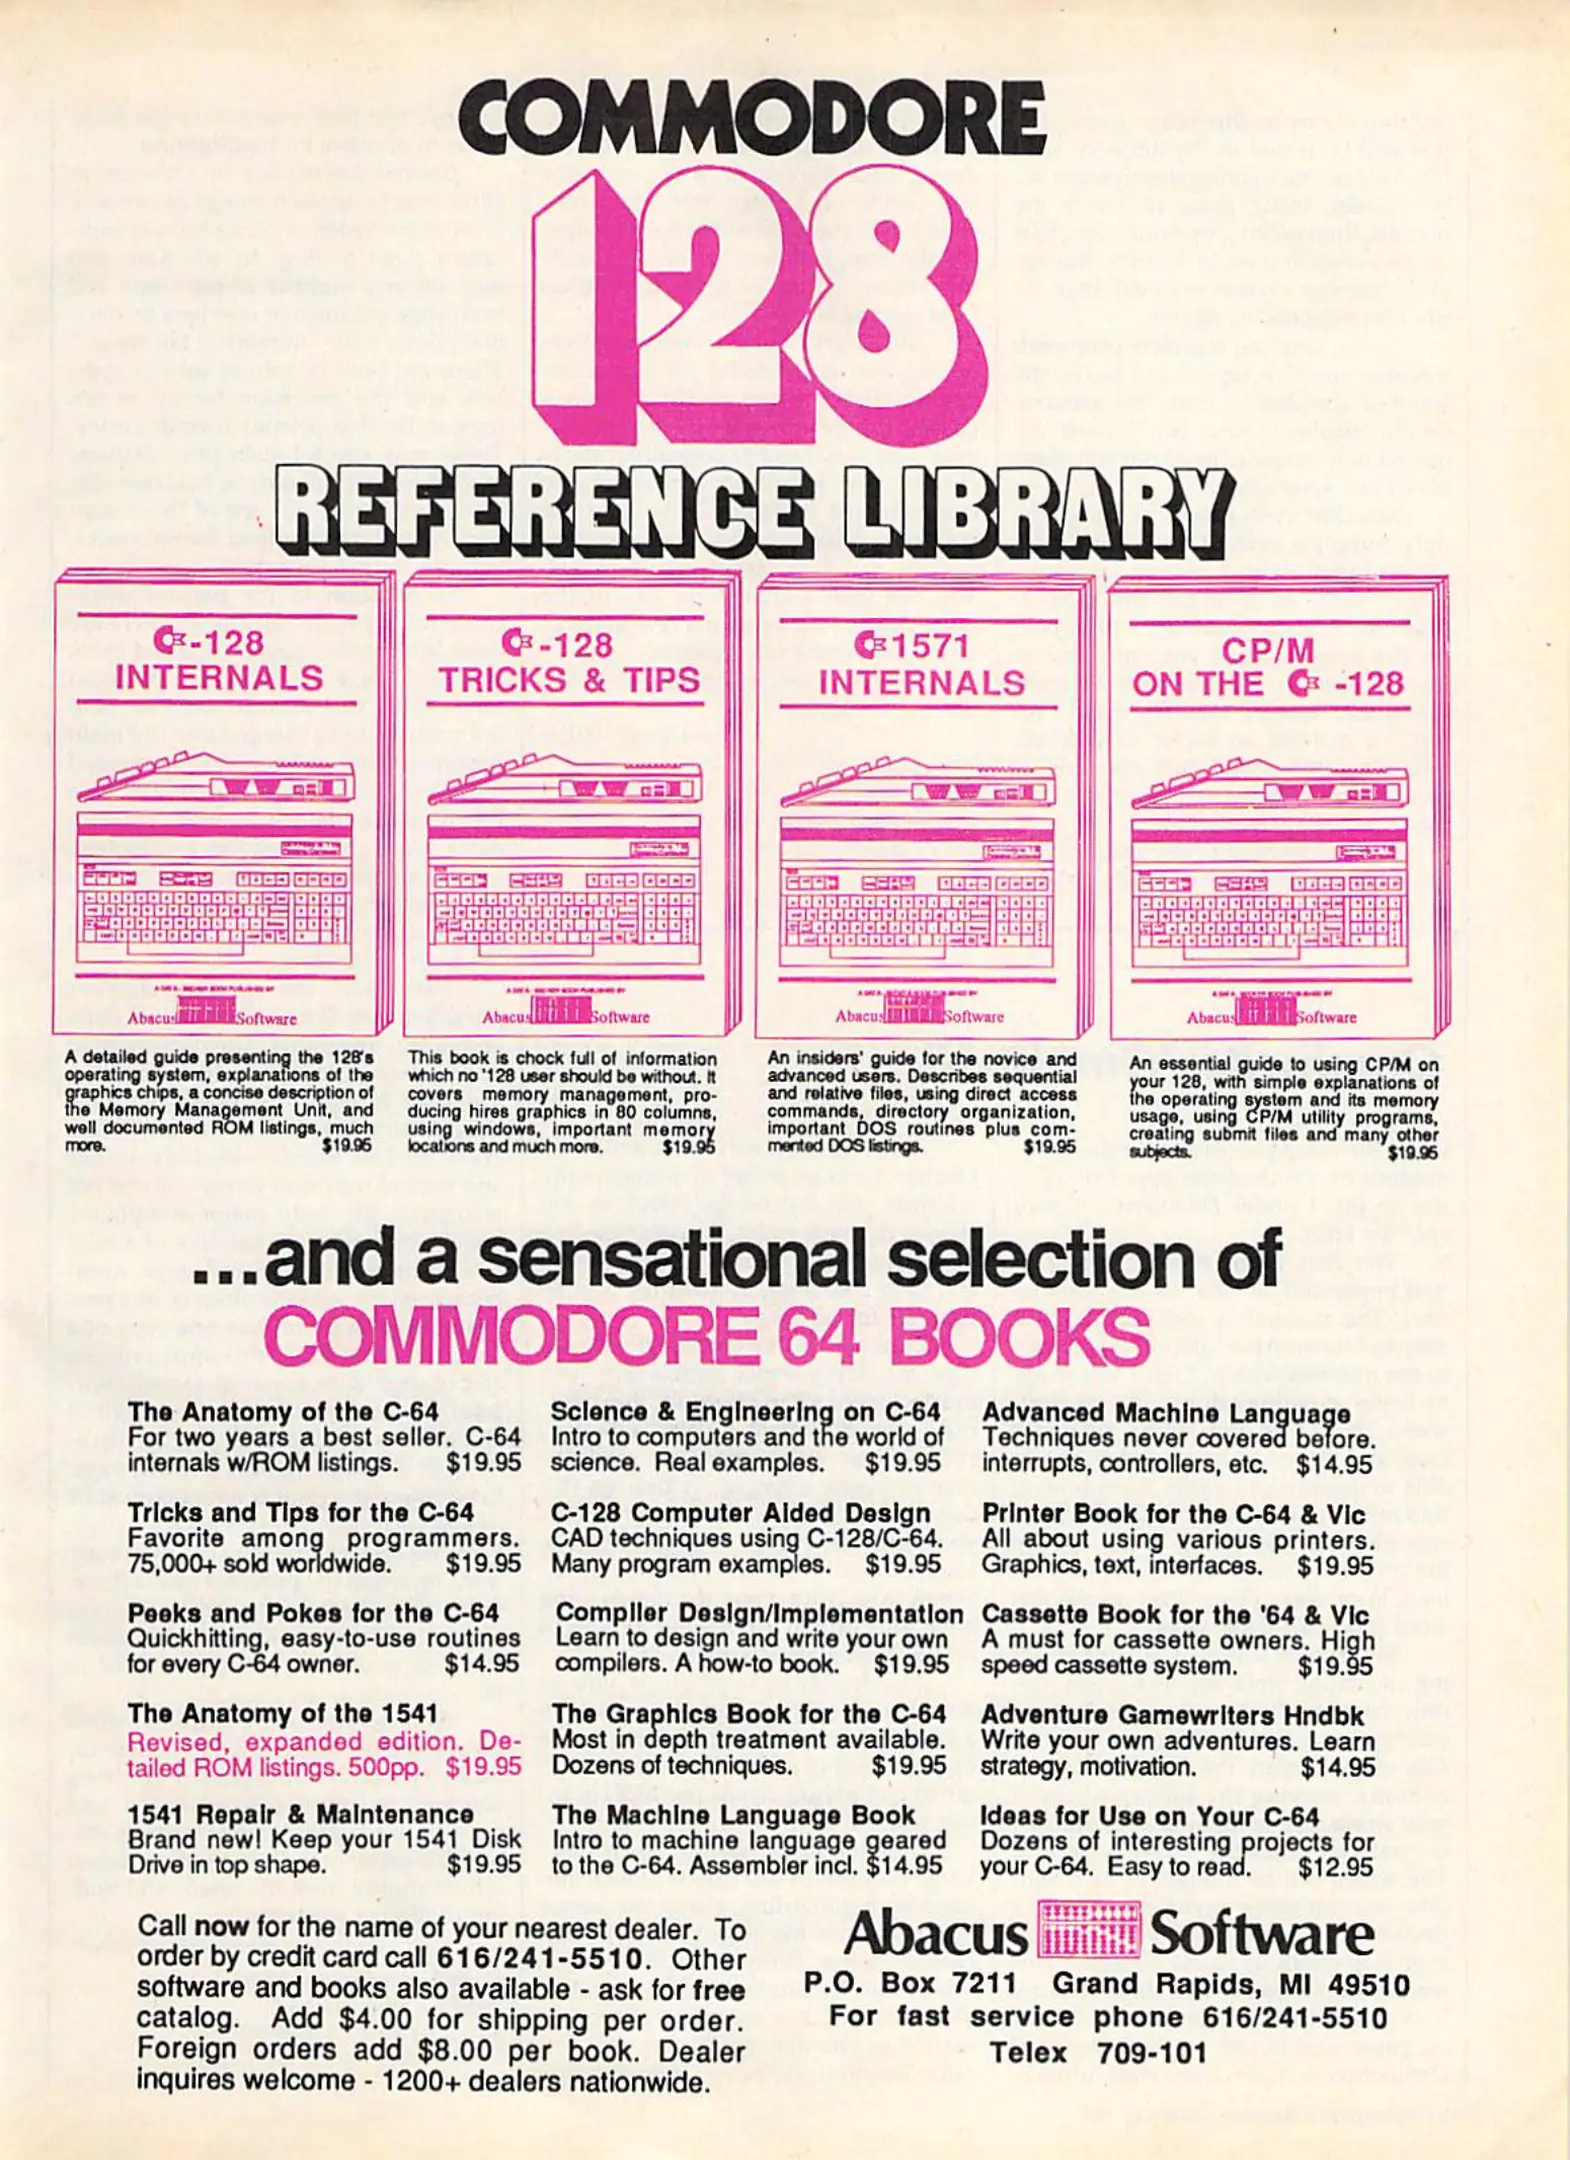 COMMODORE
128
REFERENCE LIBRARY
C=-128
INTERNALS
Abacus Software
A detailed guide presenting the 128's
operating system, explanations of the
graphics chips, a concise description of
the Memory Management Unit, and
well documented ROM listings, much
more. $19.95
C=-128
TRICKS & TIPS
Abacus Software
This book is chock full of information
which no '128 user should be without. It
covers memory management, pro-
ducing hires graphics in 80 columns,
using windows, important memory
locations and much more. $19.95
C=1571
INTERNALS
Abacus Software
An insiders' guide for the novice and
advanced users. Describes sequential
and relative files, using direct access
commands, directory organization,
important DOS routines plus com-
mented DOS listings. $19.95
CP/M
ON THE C= -128
Abacus Software
An essential guide to using CP/M on
your 128, with simple explanations of
the operating system and its memory
usage, using CP/M utility programs,
creating submit files and many other
subjects. $19.95
...and a sensational selection of
COMMODORE 64 BOOKS
The Anatomy of the C-64
For two years a best seller. C-64
internals w/ROM listings. $19.95
Tricks and Tips for the C-64
Favorite among programmers.
75,000+ sold worldwide. $19.95
Peeks and Pokes for the C-64
Quickhitting, easy-to-use routines
for every C-64 owner. $14.95
The Anatomy of the 1541
Revised, expanded edition. De-
tailed ROM listings. 500pp. $19.95
1541 Repair & Maintenance
Brand new! Keep your 1541 Disk
Drive in top shape. $19.95
Science & Engineering on C-64
Intro to computers and the world of
science. Real examples. $19.95
C-128 Computer Aided Design
CAD techniques using C-128/C-64.
Many program examples. $19.95
Compiler Design/Implementation
Learn to design and write your own
compilers. A how-to book. $19.95
The Graphics Book for the C-64
Most in depth treatment available.
Dozens of techniques. $19.95
The Machine Language Book
Intro to machine language geared
to the C-64. Assembler incl. $14.95
Advanced Machine Language
Techniques never covered before.
interrupts, controllers, etc. $14.95
Printer Book for the C-64 & Vic
All about using various printers.
Graphics, text, interfaces. $19.95
Cassette Book for the '64 & Vic
A must for cassette owners. High
speed cassette system. $19.95
Adventure Gamewriters Hndbk
Write your own adventures. Learn
strategy, motivation. $14.95
Ideas for Use on Your C-64
Dozens of interesting projects for
your C-64. Easy to read. $12.95
Call now for the name of your nearest dealer. To
order by credit card call 616/241-5510. Other
software and books also available - ask for free
catalog. Add $4.00 for shipping per order.
Foreign orders add $8.00 per book. Dealer
inquires welcome - 1200+ dealers nationwide.
Abacus Software
P.O. Box 7211 Grand Rapids, MI 49510
For fast service phone 616/241-5510
Telex 709-101